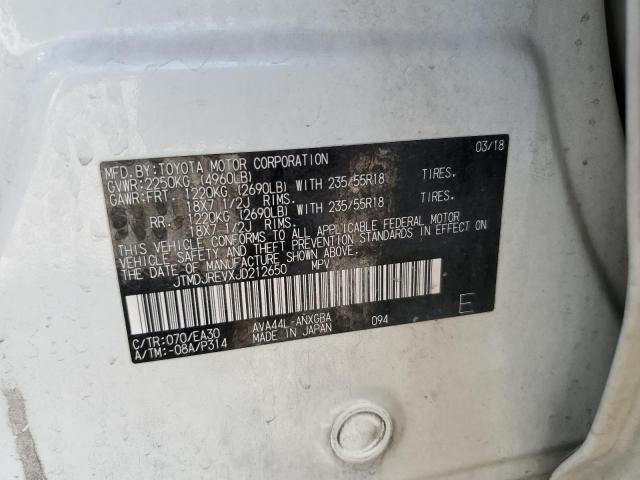 MFD. BY: TOYOTA MOTOR CORPORATION 03/18
GVWR: 2250KG (4960LB)
GAWR: FRT. 1220KG (2690LB) WITH 235/55R18 TIRES.
18X7 1/2J RIMS.
RR. 1220KG (2690LB) WITH 235/55R18 TIRES.
18X7 1/2J RIMS.
THIS VEHICLE CONFORMS TO ALL APPLICABLE FEDERAL MOTOR
VEHICLE SAFETY AND THEFT PREVENTION STANDARDS IN EFFECT ON
THE DATE OF MANUFACTURE SHOWN ABOVE.
JTMDJREVXJD212650 MPV
C/TR: 070/EA30 AVA44L-ANXGBA 094 E
A/TM: -08A/P314 MADE IN JAPAN